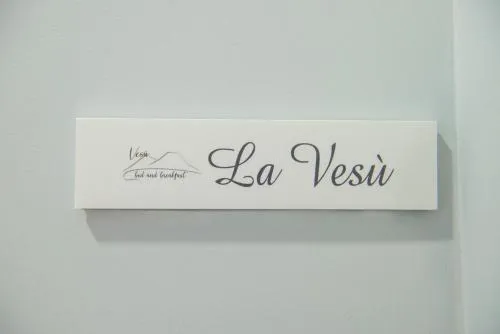 Vesù
bed and breakfast
La Vesù